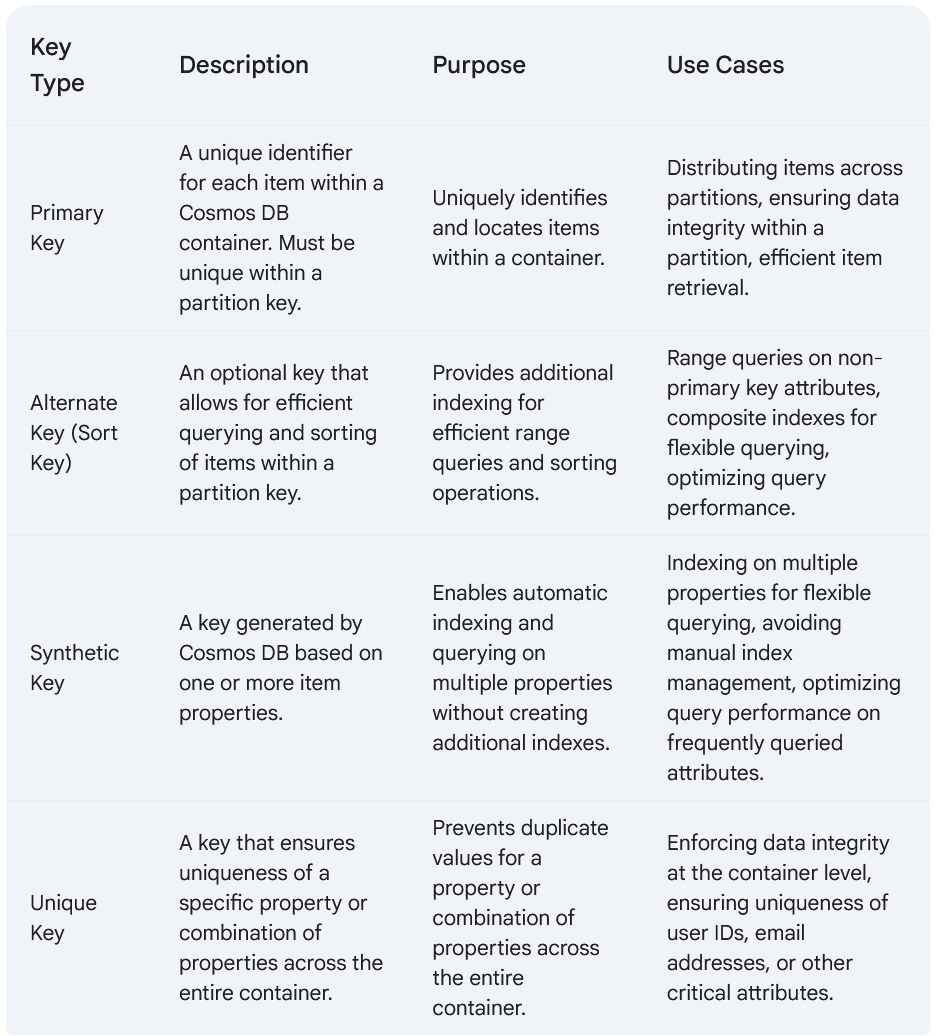 Key
Type
Description
Purpose
Use Cases
Primary
Key
A unique identifier
for each item within a
Cosmos DB
container. Must be
unique within a
partition key.
Uniquely identifies
and locates items
within a container.
Distributing items across
partitions, ensuring data
integrity within a
partition, efficient item
retrieval.
Alternate
Key (Sort
Key)
An optional key that
allows for efficient
querying and sorting
of items within a
partition key.
Provides additional
indexing for
efficient range
queries and sorting
operations.
Range queries on non-
primary key attributes,
composite indexes for
flexible querying,
optimizing query
performance.
Synthetic
Key
A key generated by
Cosmos DB based on
one or more item
properties.
Enables automatic
indexing and
querying on
multiple properties
without creating
additional indexes.
Indexing on multiple
properties for flexible
querying, avoiding
manual index
management, optimizing
query performance on
frequently queried
attributes.
Unique
Key
A key that ensures
uniqueness of a
specific property or
combination of
properties across the
entire container.
Prevents duplicate
values for a
property or
combination of
properties across
the entire
container.
Enforcing data integrity
at the container level,
ensuring uniqueness of
user IDs, email
addresses, or other
critical attributes.